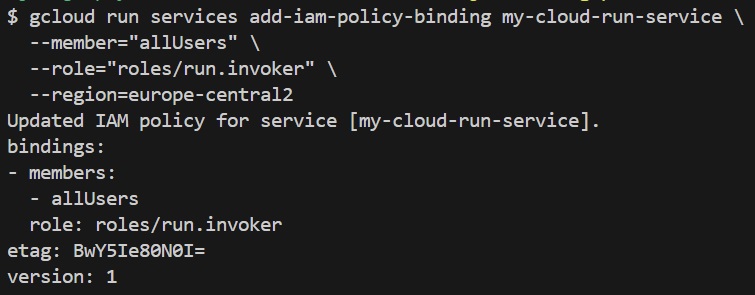 $ gcloud run services add-iam-policy-binding my-cloud-run-service \
  --member="allUsers" \
  --role="roles/run.invoker" \
  --region=europe-central2
Updated IAM policy for service [my-cloud-run-service].
bindings:
- members:
  - allUsers
  role: roles/run.invoker
etag: BwY5Ie80N0I=
version: 1